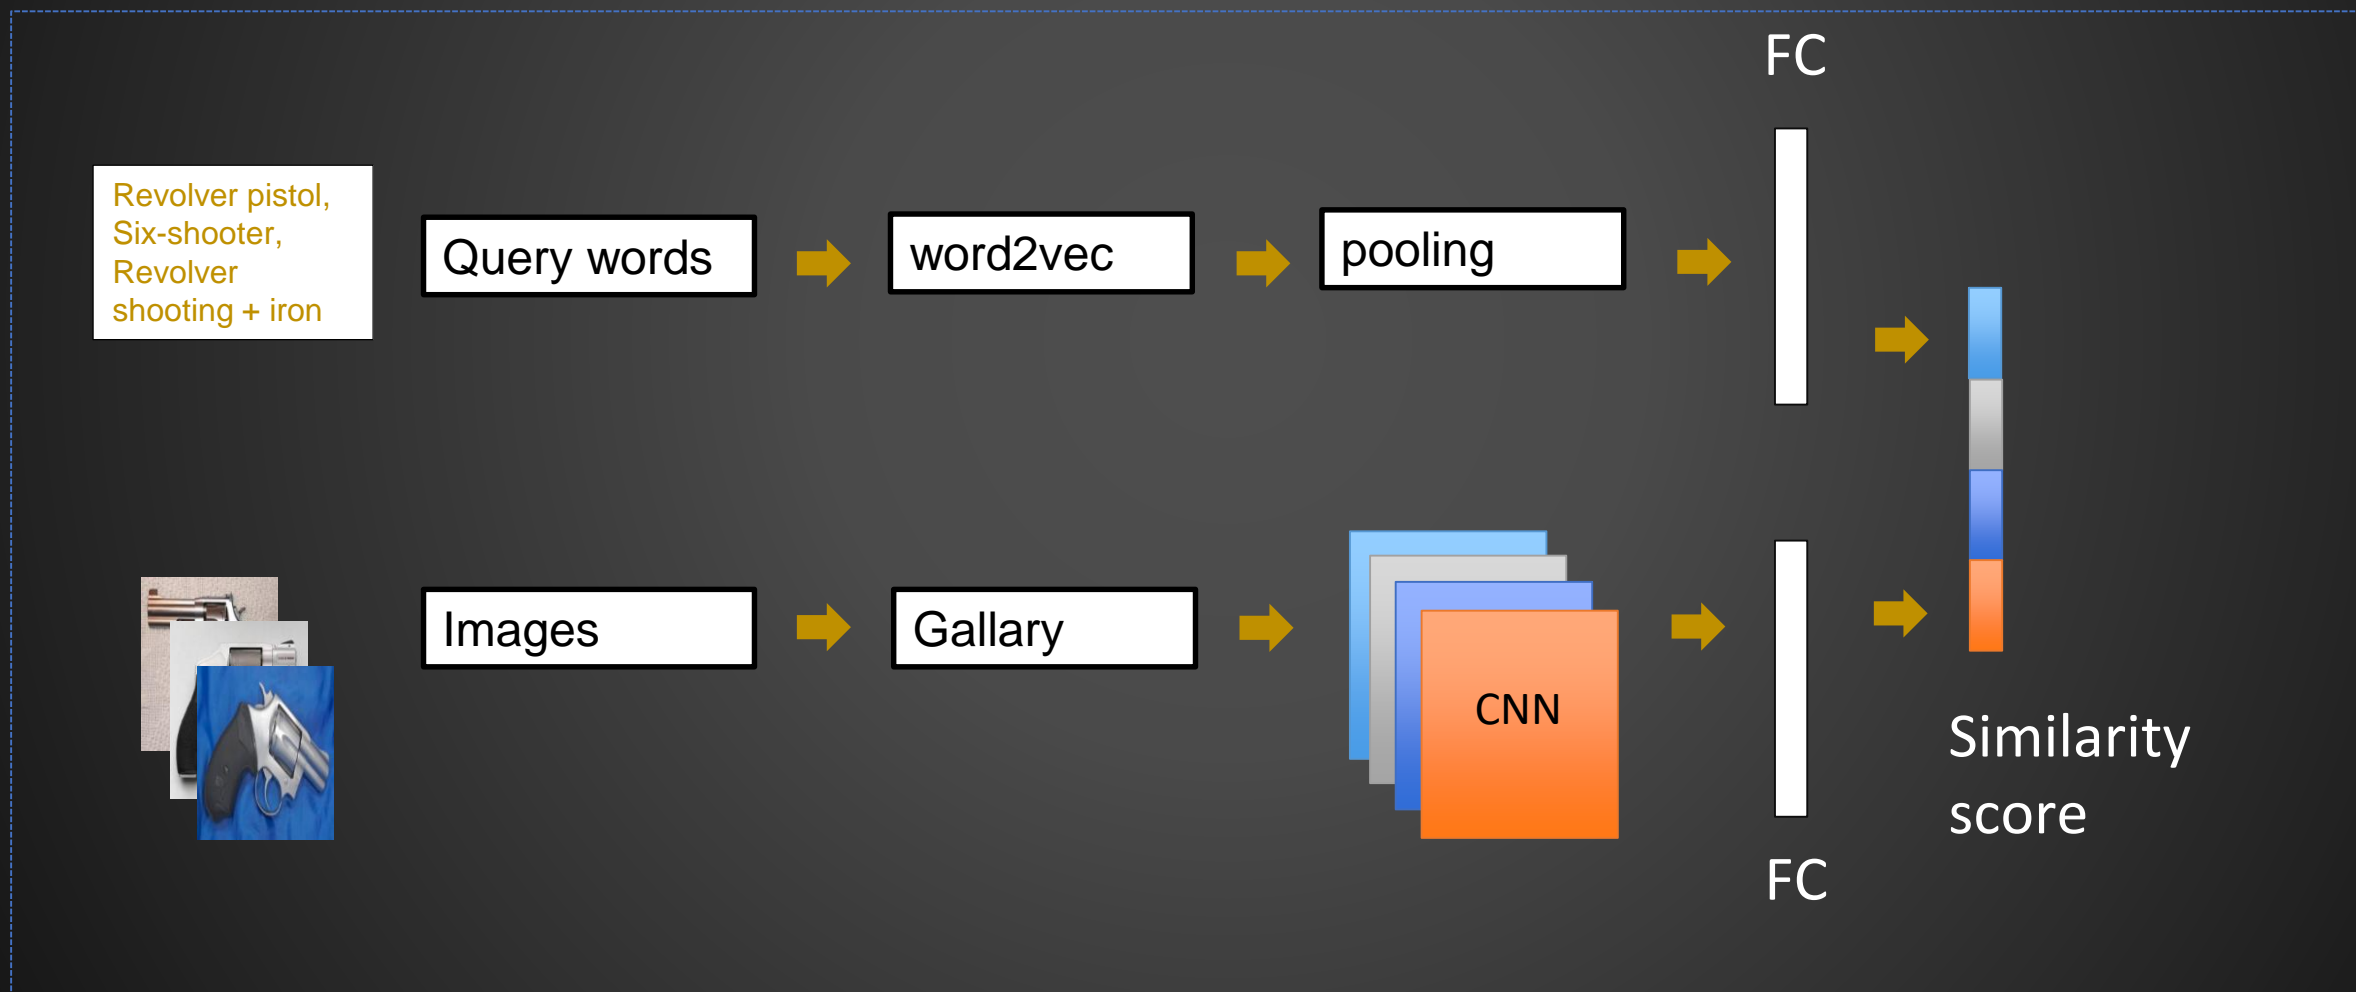 FC
Revolver pistol,
Six-shooter,
Revolver
shooting + iron
Query words
word2vec
pooling
Images
Gallary
CNN
Similarity
score
FC